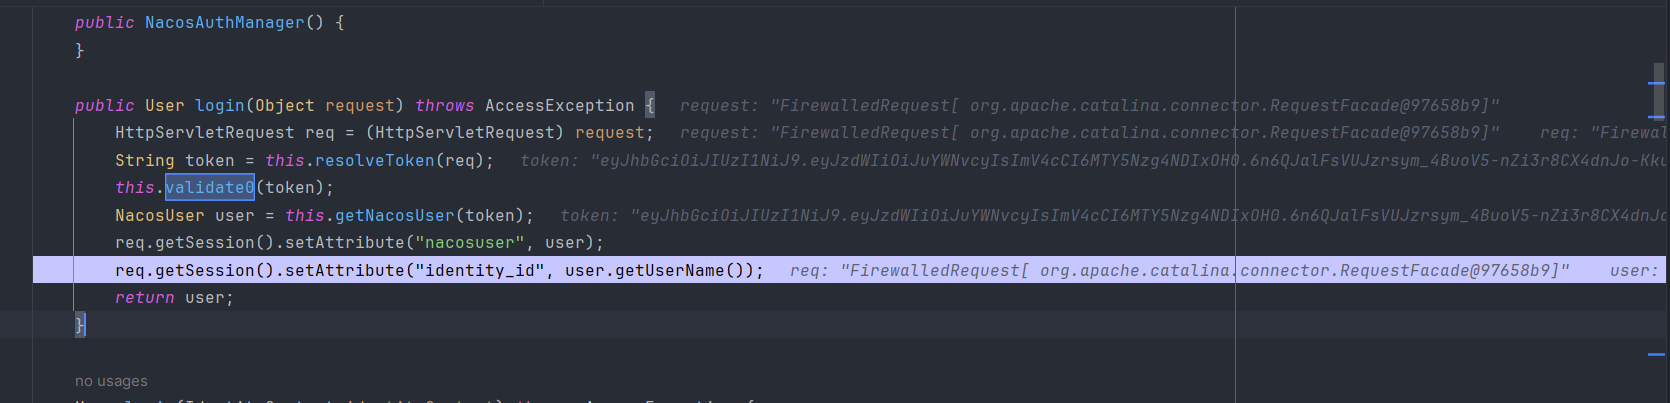 public NacosAuthManager() {
}
public User login(Object request) throws AccessException { request: "FirewalledRequest[ org.apache.catalina.connector.RequestFacade@97658b9]"
HttpServletRequest req = (HttpServletRequest) request; request: "FirewalledRequest[ org.apache.catalina.connector.RequestFacade@97658b9]" req: "Firewal
String token = this.resolveToken(req); token: "eyJhbGciOiJIUzI1NiJ9.eyJzdWIiOiJuYWNvcyIsImV4cCI6MTY5Nzg4NDIxOH0.6n6QJalFsVUJzrsym_4BuoV5-nZi3r8CX4dnJo-Kku
this.validate0(token);
NacosUser user = this.getNacosUser(token); token: "eyJhbGciOiJIUzI1NiJ9.eyJzdWIiOiJuYWNvcyIsImV4cCI6MTY5Nzg4NDIxOH0.6n6QJalFsVUJzrsym_4BuoV5-nZi3r8CX4dnJo
req.getSession().setAttribute("nacosuser", user);
req.getSession().setAttribute("identity_id", user.getUserName()); req: "FirewalledRequest[ org.apache.catalina.connector.RequestFacade@97658b9]" user:
return user;
}
no usages